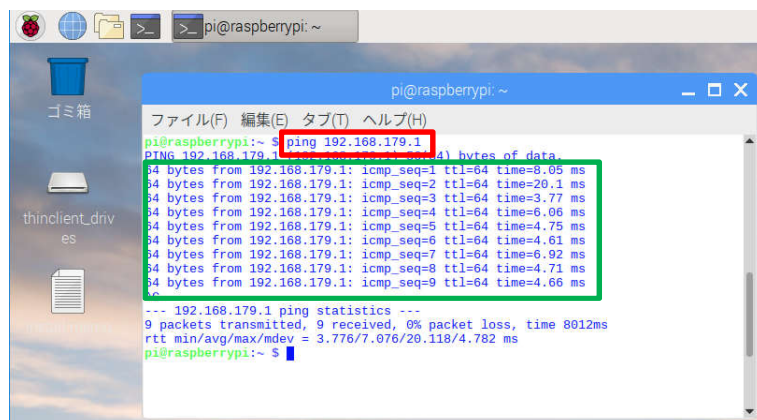 pi@raspberrypi: ~
ゴミ箱
thinclient_driv
es
pi@raspberrypi: ~
ファイル(F) 編集(E) タブ(T) ヘルプ(H)
pi@raspberrypi:~ $ ping 192.168.179.1
PING 192.168.179.1 bytes of data.
64 bytes from 192.168.179.1: icmp_seq=1 ttl=64 time=8.05 ms
64 bytes from 192.168.179.1: icmp_seq=2 ttl=64 time=20.1 ms
64 bytes from 192.168.179.1: icmp_seq=3 ttl=64 time=3.77 ms
64 bytes from 192.168.179.1: icmp_seq=4 ttl=64 time=6.06 ms
64 bytes from 192.168.179.1: icmp_seq=5 ttl=64 time=4.75 ms
64 bytes from 192.168.179.1: icmp_seq=6 ttl=64 time=4.61 ms
64 bytes from 192.168.179.1: icmp_seq=7 ttl=64 time=6.92 ms
64 bytes from 192.168.179.1: icmp_seq=8 ttl=64 time=4.71 ms
64 bytes from 192.168.179.1: icmp_seq=9 ttl=64 time=4.66 ms
--- 192.168.179.1 ping statistics ---
9 packets transmitted, 9 received, 0% packet loss, time 8012ms
rtt min/avg/max/mdev = 3.776/7.076/20.118/4.782 ms
pi@raspberrypi:~ $